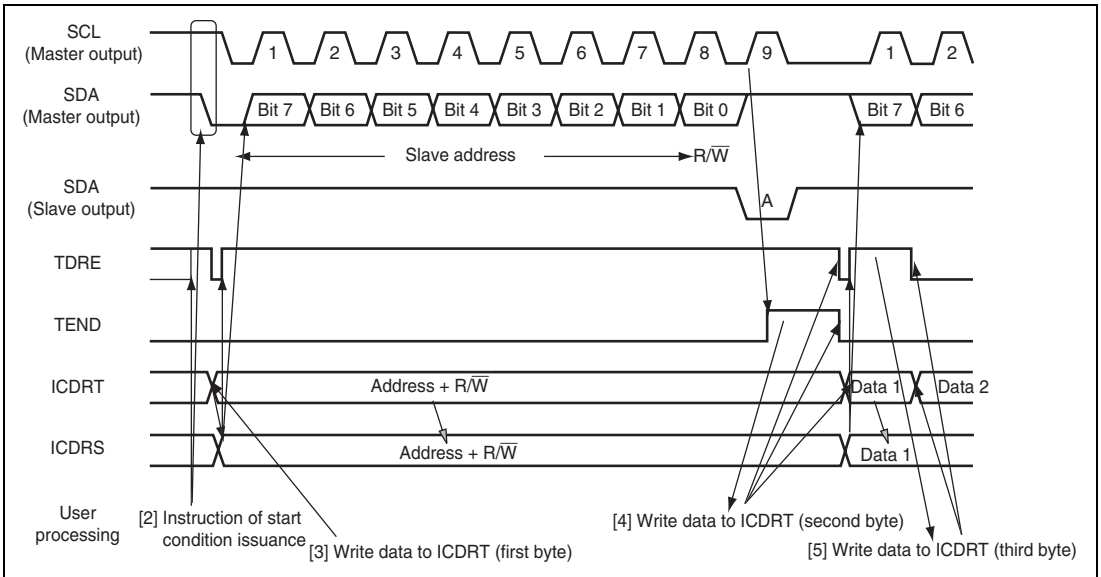 SCL
(Master output)
1 2 3 4 5 6 7 8 9 1 2
SDA
(Master output)
Bit 7 Bit 6 Bit 5 Bit 4 Bit 3 Bit 2 Bit 1 Bit 0 Bit 7 Bit 6
Slave address R/W̅
SDA
(Slave output)
A
TDRE
TEND
ICDRT
Address + R/W̅ Data 1 Data 2
ICDRS
Address + R/W̅ Data 1
User
processing
[2] Instruction of start
condition issuance
[3] Write data to ICDRT (first byte)
[4] Write data to ICDRT (second byte)
[5] Write data to ICDRT (third byte)